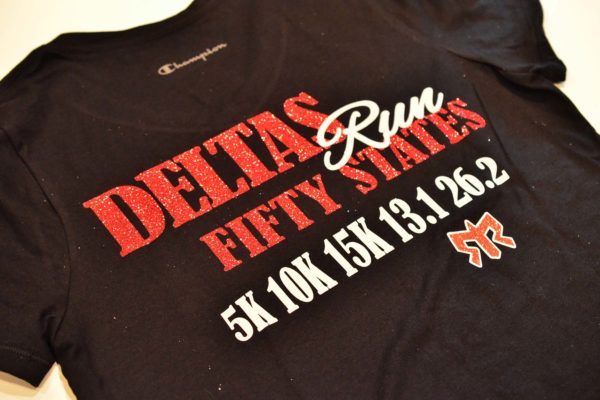 Champion
DELTAS Run
FIFTY STATES
5K 10K 15K 13.1 26.2